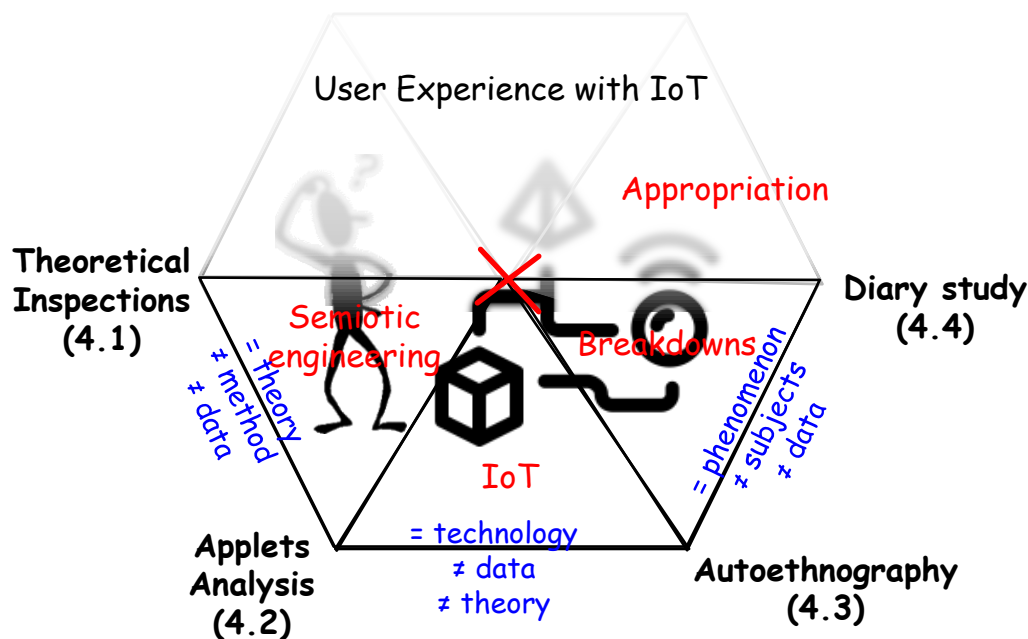 User Experience with IoT
?
Appropriation
Theoretical
Inspections
(4.1)
Diary study
(4.4)
Semiotic
engineering
Breakdowns
= theory
≠ method
≠ data
= phenomenon
≠ subjects
≠ data
IoT
= technology
≠ data
≠ theory
Applets
Analysis
(4.2)
Autoethnography
(4.3)